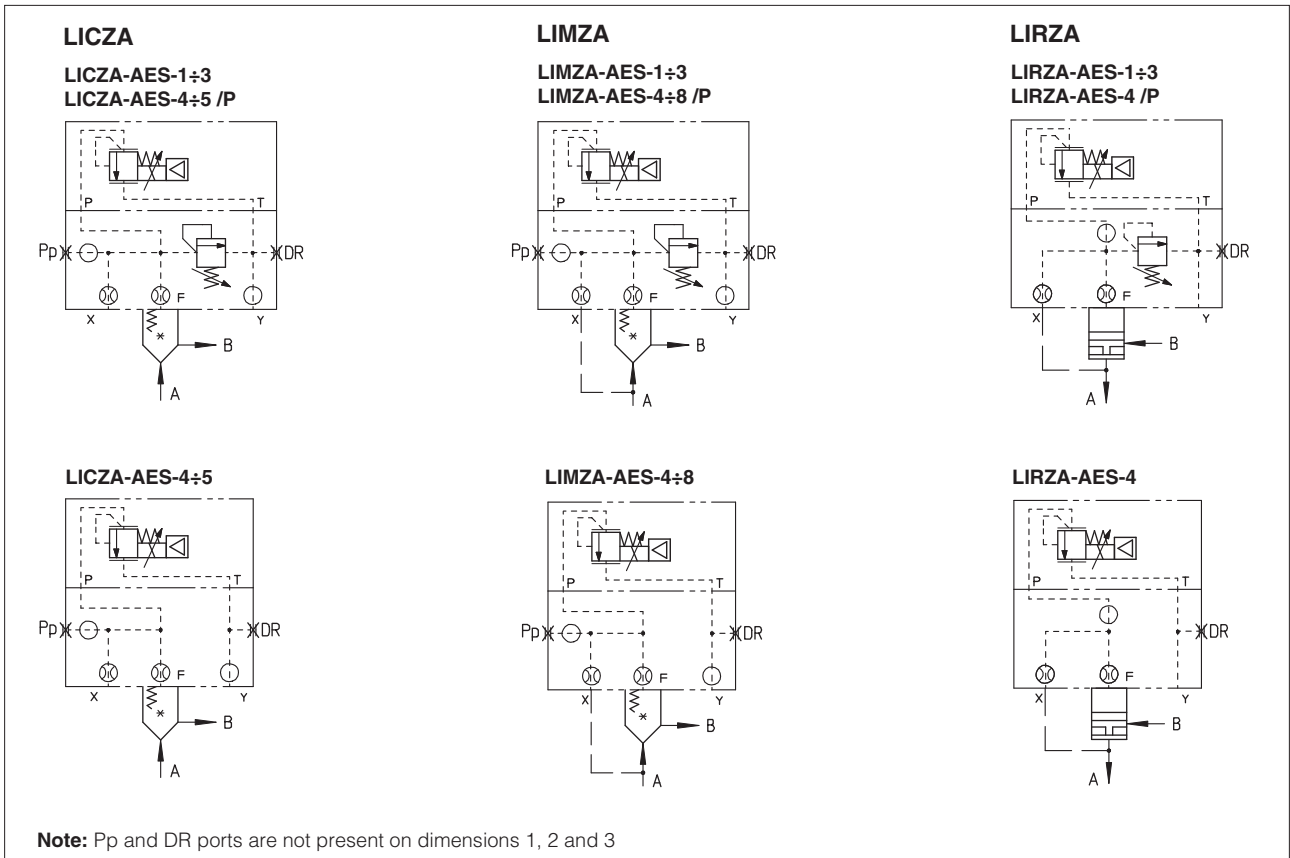 LICZA
LICZA-AES-1÷3
LICZA-AES-4÷5 /P
P
T
Pp
DR
F
X
Y
B
A
LIMZA
LIMZA-AES-1÷3
LIMZA-AES-4÷8 /P
P
T
Pp
DR
F
X
Y
B
A
LIRZA
LIRZA-AES-1÷3
LIRZA-AES-4 /P
P
T
DR
F
X
Y
B
A
LICZA-AES-4÷5
P
T
Pp
DR
F
X
Y
B
A
LIMZA-AES-4÷8
P
T
Pp
DR
F
X
Y
B
A
LIRZA-AES-4
P
T
DR
F
X
Y
B
A
Note: Pp and DR ports are not present on dimensions 1, 2 and 3